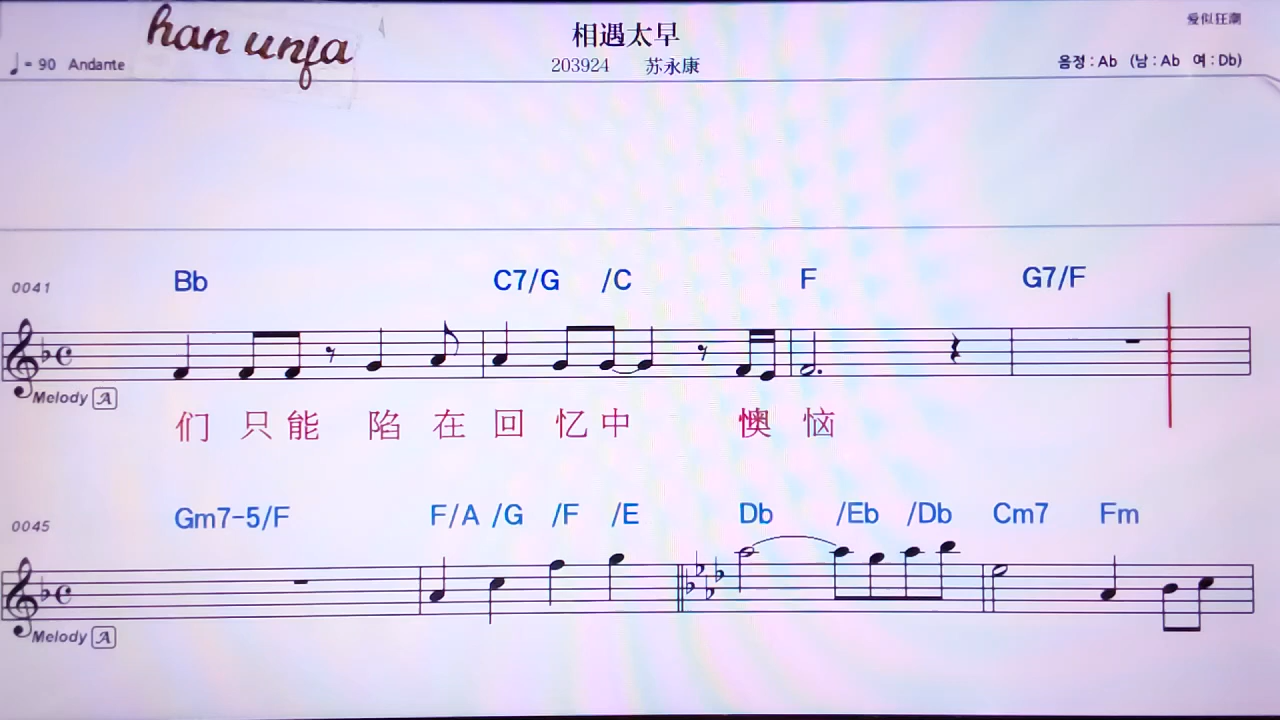 han unfa
相遇太早
爱似狂潮
♩= 90 Andante
203924 苏永康
음정 : Ab (남 : Ab 여 : Db)
0041 Bb C7/G /C F G7/F
Melody A
们 只 能 陷 在 回 忆 中 懊 恼
0045 Gm7-5/F F/A /G /F /E Db /Eb /Db Cm7 Fm
Melody A